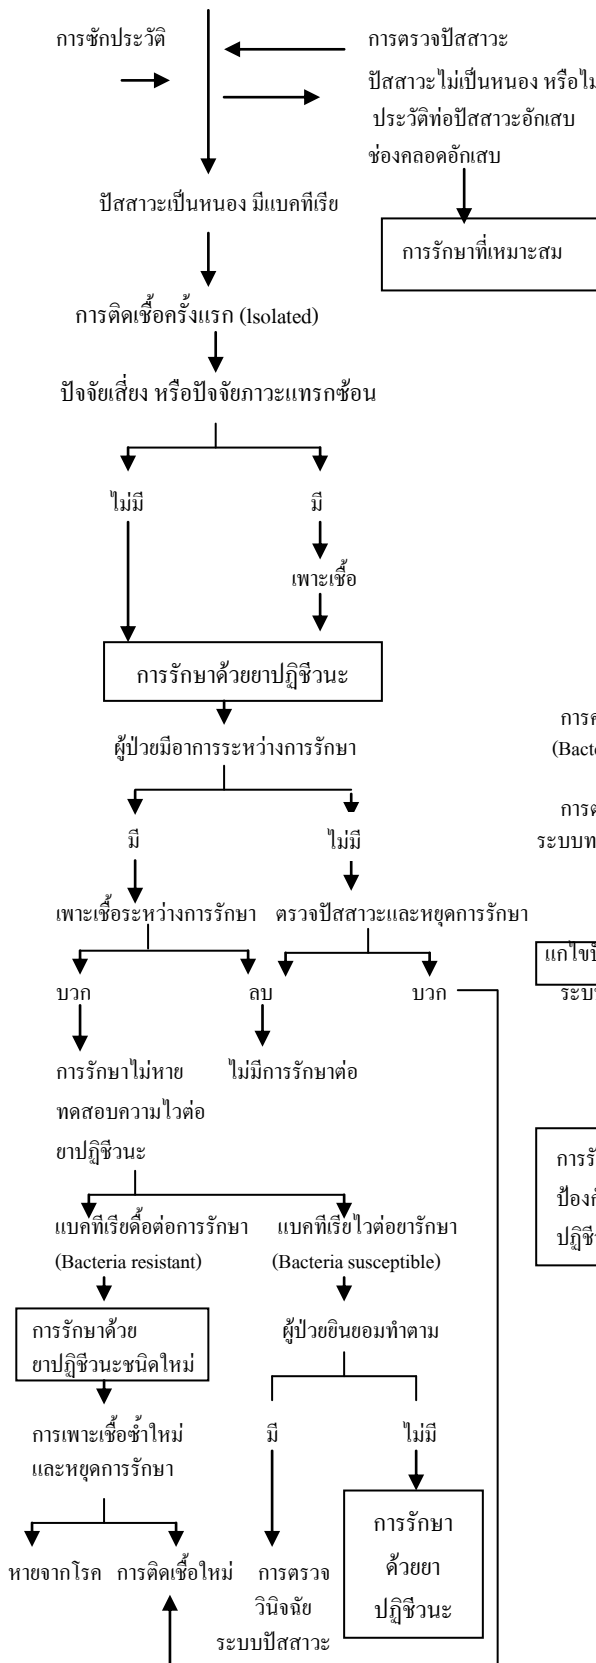 การซักประวัติ
การตรวจปัสสาวะ
ปัสสาวะไม่เป็นหนอง หรือ
ประวัติท่อปัสสาวะอักเสบ
ช่องคลอดอักเสบ
ปัสสาวะเป็นหนอง มีแบคทีเรีย
การรักษาที่เหมาะสม
การติดเชื้อครั้งแรก (Isolated)
ปัจจัยเสี่ยง หรือปัจจัยภาวะแทรกซ้อน
ไม่มี
มี
เพาะเชื้อ
การรักษาด้วยยาปฏิชีวนะ
ผู้ป่วยมีอาการระหว่างการรักษา
มี
ไม่มี
เพาะเชื้อระหว่างการรักษา
ตรวจปัสสาวะและหยุดการรักษา
บวก
ลบ
บวก
การรักษาไม่หาย
ทดสอบความไวต่อ
ยาปฏิชีวนะ
ไม่มีการรักษาต่อ
แบคทีเรียดื้อต่อการรักษา
(Bacteria resistant)
แบคทีเรียไวต่อยารักษา
(Bacteria susceptible)
การรักษาด้วย
ยาปฏิชีวนะชนิดใหม่
ผู้ป่วยยินยอมทำตาม
การเพาะเชื้อซ้ำใหม่
และหยุดการรักษา
มี
ไม่มี
การรักษา
ด้วยยา
ปฏิชีวนะ
หายจากโรค
การติดเชื้อใหม่
การตรวจ
วินิจฉัย
ระบบปัสสาวะ